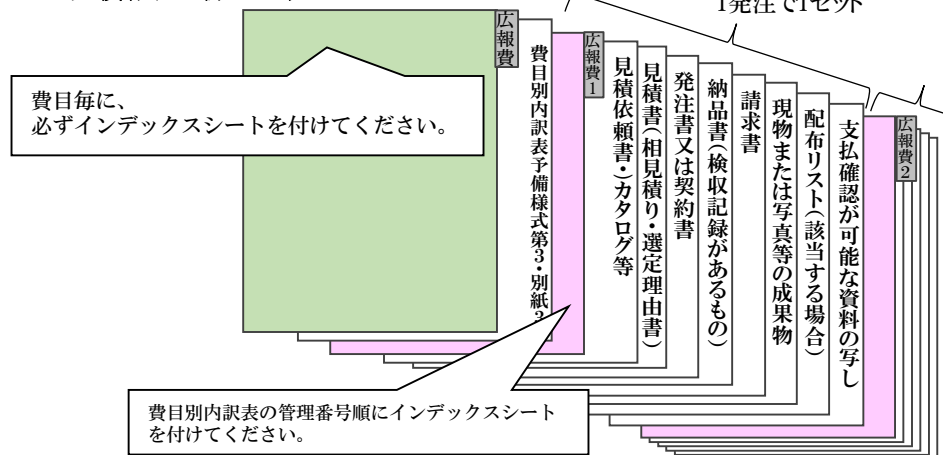 1発注で1セット
広報費
費目毎に、
必ずインデックスシートを付けてください。
費目別内訳表予備様式第3・別紙3
広報費1
見積依頼書・)カタログ等
見積書(相見積り・選定理由書)
発注書又は契約書
納品書(検収記録があるもの)
請求書
現物または写真等の成果物
配布リスト(該当する場合)
支払確認が可能な資料の写し
広報費2
費目別内訳表の管理番号順にインデックスシート
を付けてください。